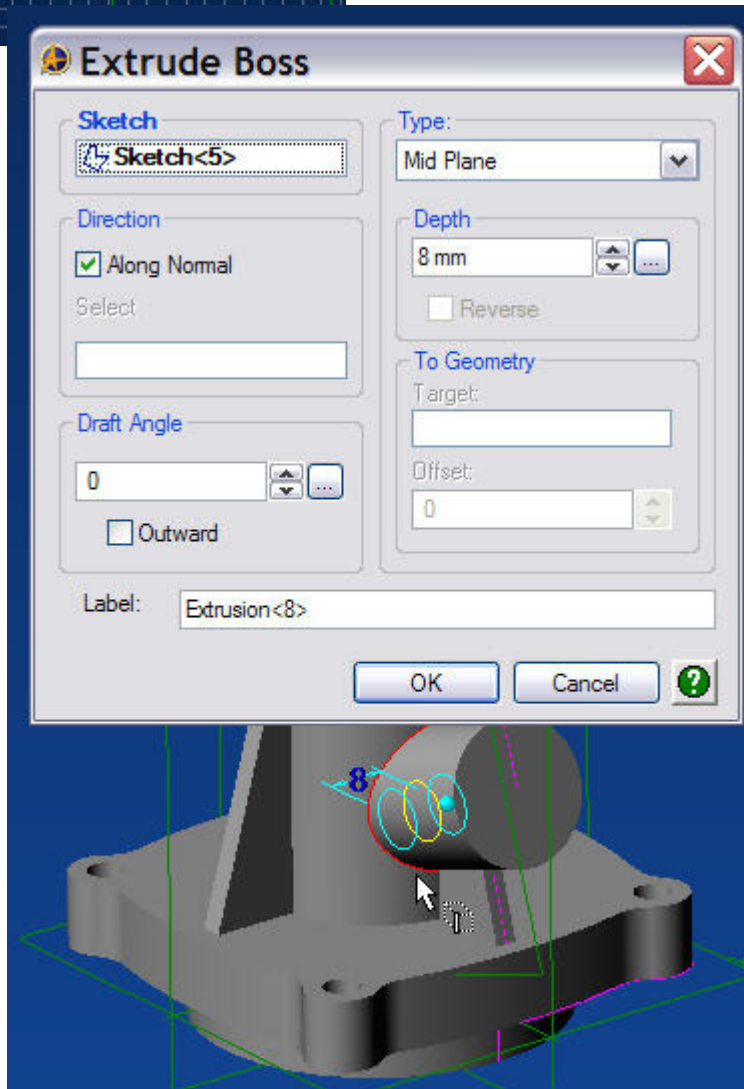 Extrude Boss
Sketch
Sketch<5>
Type:
Mid Plane
Direction
Along Normal
Select
Depth
8 mm
...
Reverse
To Geometry
Target:
Draft Angle
0
...
Outward
Offset:
0
Label:
Extrusion<8>
OK
Cancel
?
8